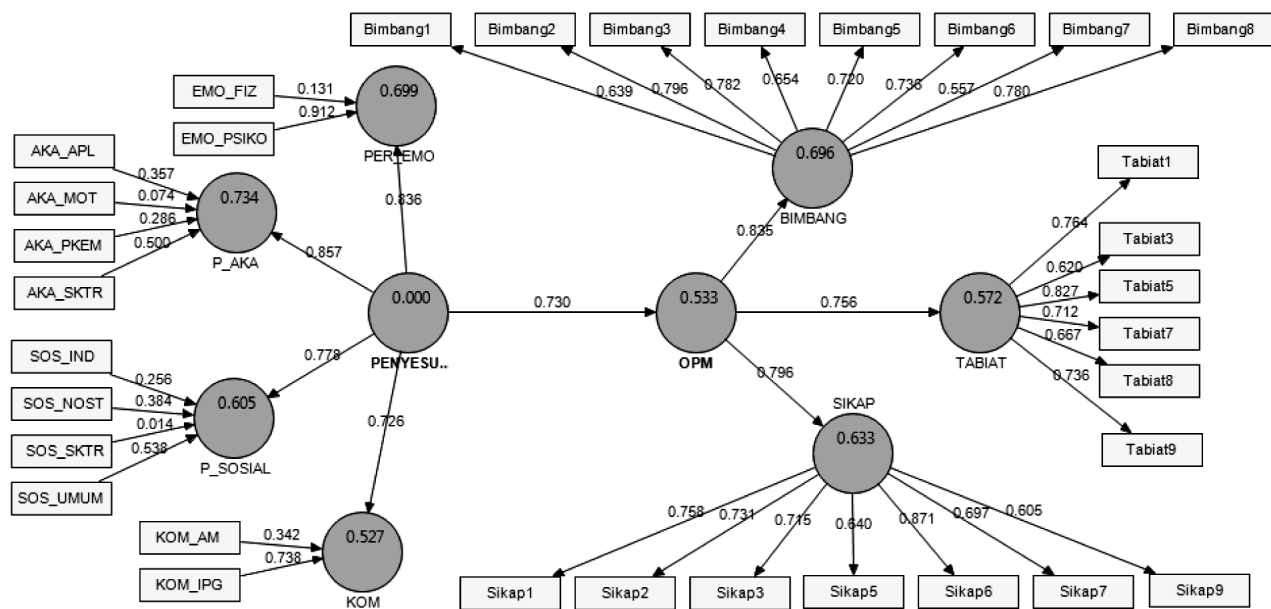 Bimbang1
Bimbang2
Bimbang3
Bimbang4
Bimbang5
Bimbang6
Bimbang7
Bimbang8
0.639
0.796
0.782
0.654
0.720
0.736
0.557
0.780
EMO_FIZ
0.131
EMO_PSIKO
0.912
0.699
PER_EMO
0.836
AKA_APL
0.357
AKA_MOT
0.074
AKA_PKEM
0.286
AKA_SKTR
0.500
0.734
P_AKA
0.857
0.696
BIMBANG
0.835
0.000
PENYESU..
0.730
0.533
OPM
0.756
0.572
TABIAT
Tabiat1
0.764
Tabiat3
0.620
Tabiat5
0.827
Tabiat7
0.712
Tabiat8
0.667
Tabiat9
0.736
SOS_IND
0.256
SOS_NOST
0.384
SOS_SKTR
0.014
SOS_UMUM
0.538
0.605
P_SOSIAL
0.778
0.726
0.796
SIKAP
0.633
KOM_AM
0.342
KOM_IPG
0.738
0.527
KOM
0.758
0.731
0.715
0.640
0.871
0.697
0.605
Sikap1
Sikap2
Sikap3
Sikap5
Sikap6
Sikap7
Sikap9